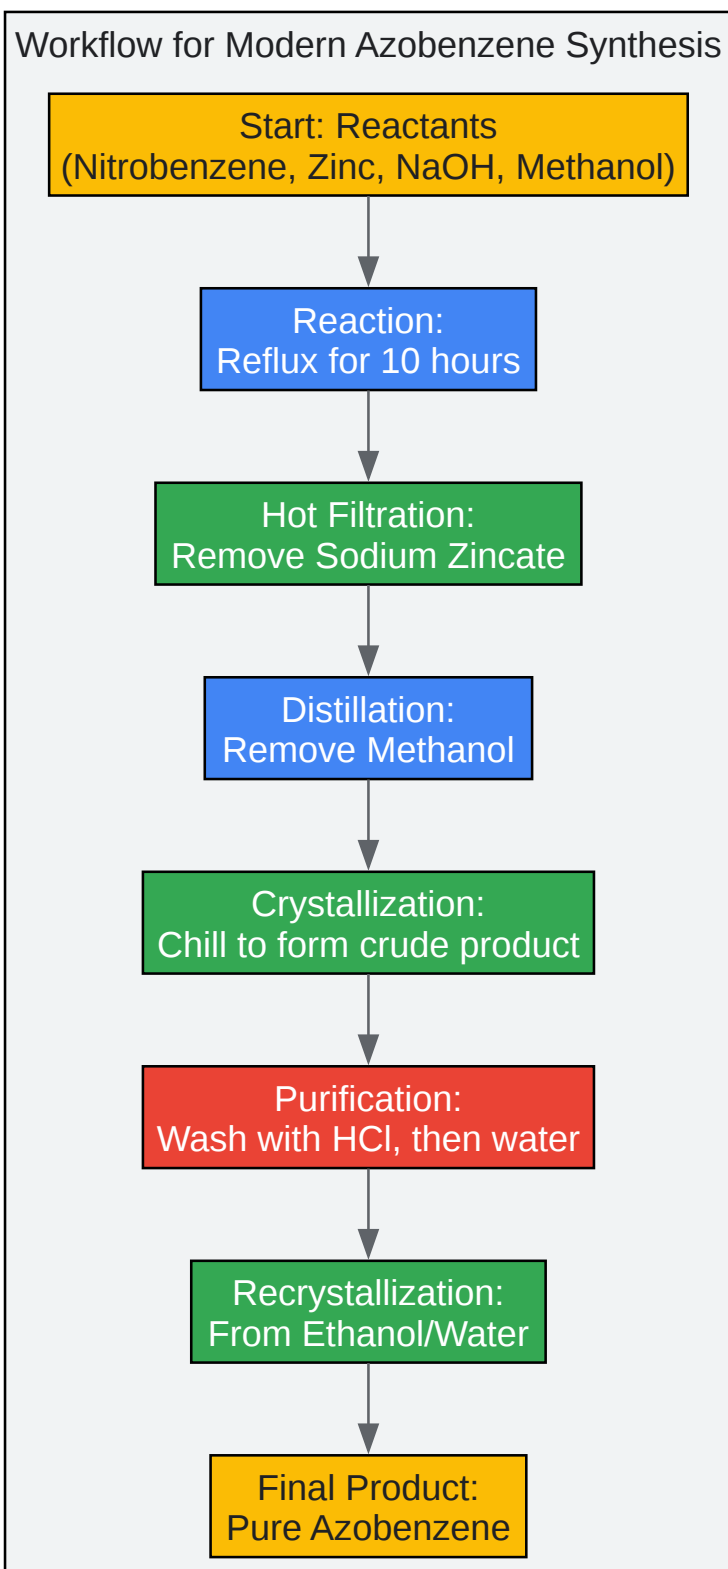 Workflow for Modern Azobenzene Synthesis
Start: Reactants
(Nitrobenzene, Zinc, NaOH, Methanol)
Reaction:
Reflux for 10 hours
Hot Filtration:
Remove Sodium Zincate
Distillation:
Remove Methanol
Crystallization:
Chill to form crude product
Purification:
Wash with HCl, then water
Recrystallization:
From Ethanol/Water
Final Product:
Pure Azobenzene